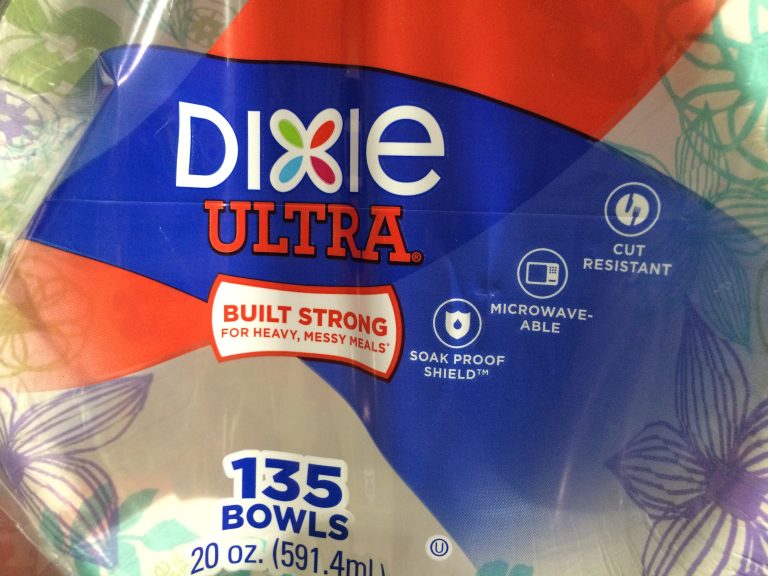 DIXIE
ULTRA®
BUILT STRONG
FOR HEAVY, MESSY MEALS*
SOAK PROOF
SHIELD™
MICROWAVE-
ABLE
CUT
RESISTANT
135
BOWLS
20 oz. (591.4mL)
U